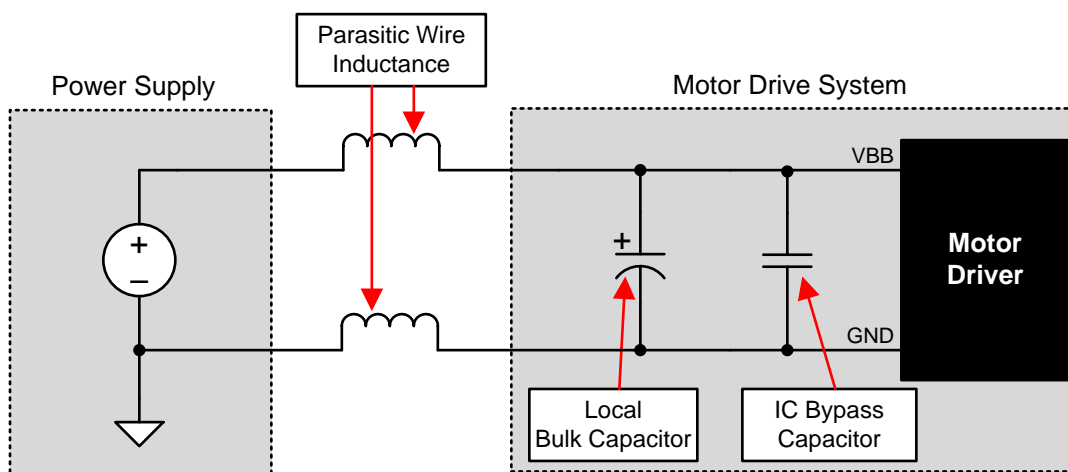 Parasitic Wire
Inductance
Power Supply
Motor Drive System
VBB
+
+
−
Motor
Driver
GND
Local
Bulk Capacitor
IC Bypass
Capacitor